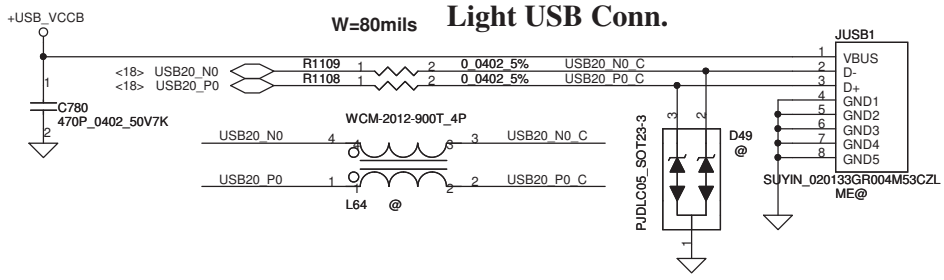 +USB_VCCB
W=80mils
Light USB Conn.
JUSB1
1 VBUS
<18> USB20_N0 R1109 1 2 0_0402_5% USB20_N0_C 2 D-
<18> USB20_P0 R1108 1 2 0_0402_5% USB20_P0_C 3 D+
4 GND1
5 GND2
6 GND3
7 GND4
8 GND5
1
C780
470P_0402_50V7K
2
WCM-2012-900T_4P
USB20_N0 4 4 3 3 USB20_N0_C
USB20_P0 1 1 2 2 USB20_P0_C
L64 @
3 2
D49
@
PJDLC05_SOT23-3
1
SUYIN_020133GR004M53CZL
ME@